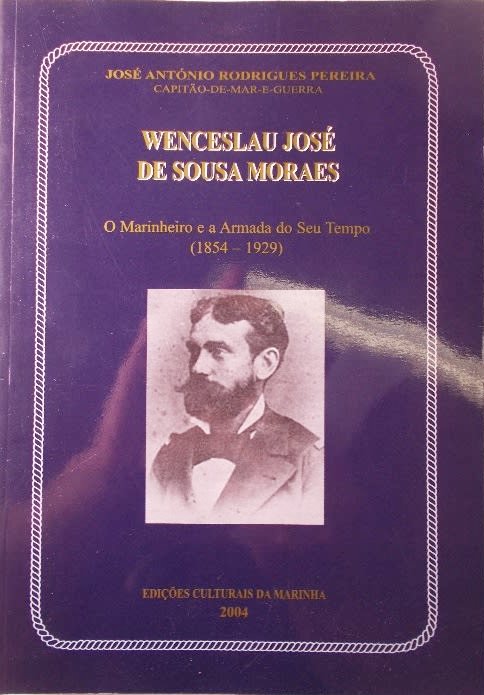 JOSÉ ANTÓNIO RODRIGUES PEREIRA
CAPITÃO-DE-MAR-E-GUERRA
WENCESLAU JOSÉ
DE SOUSA MORAES
O Marinheiro e a Armada do Seu Tempo
(1854 – 1929)
EDIÇÕES CULTURAIS DA MARINHA
2004